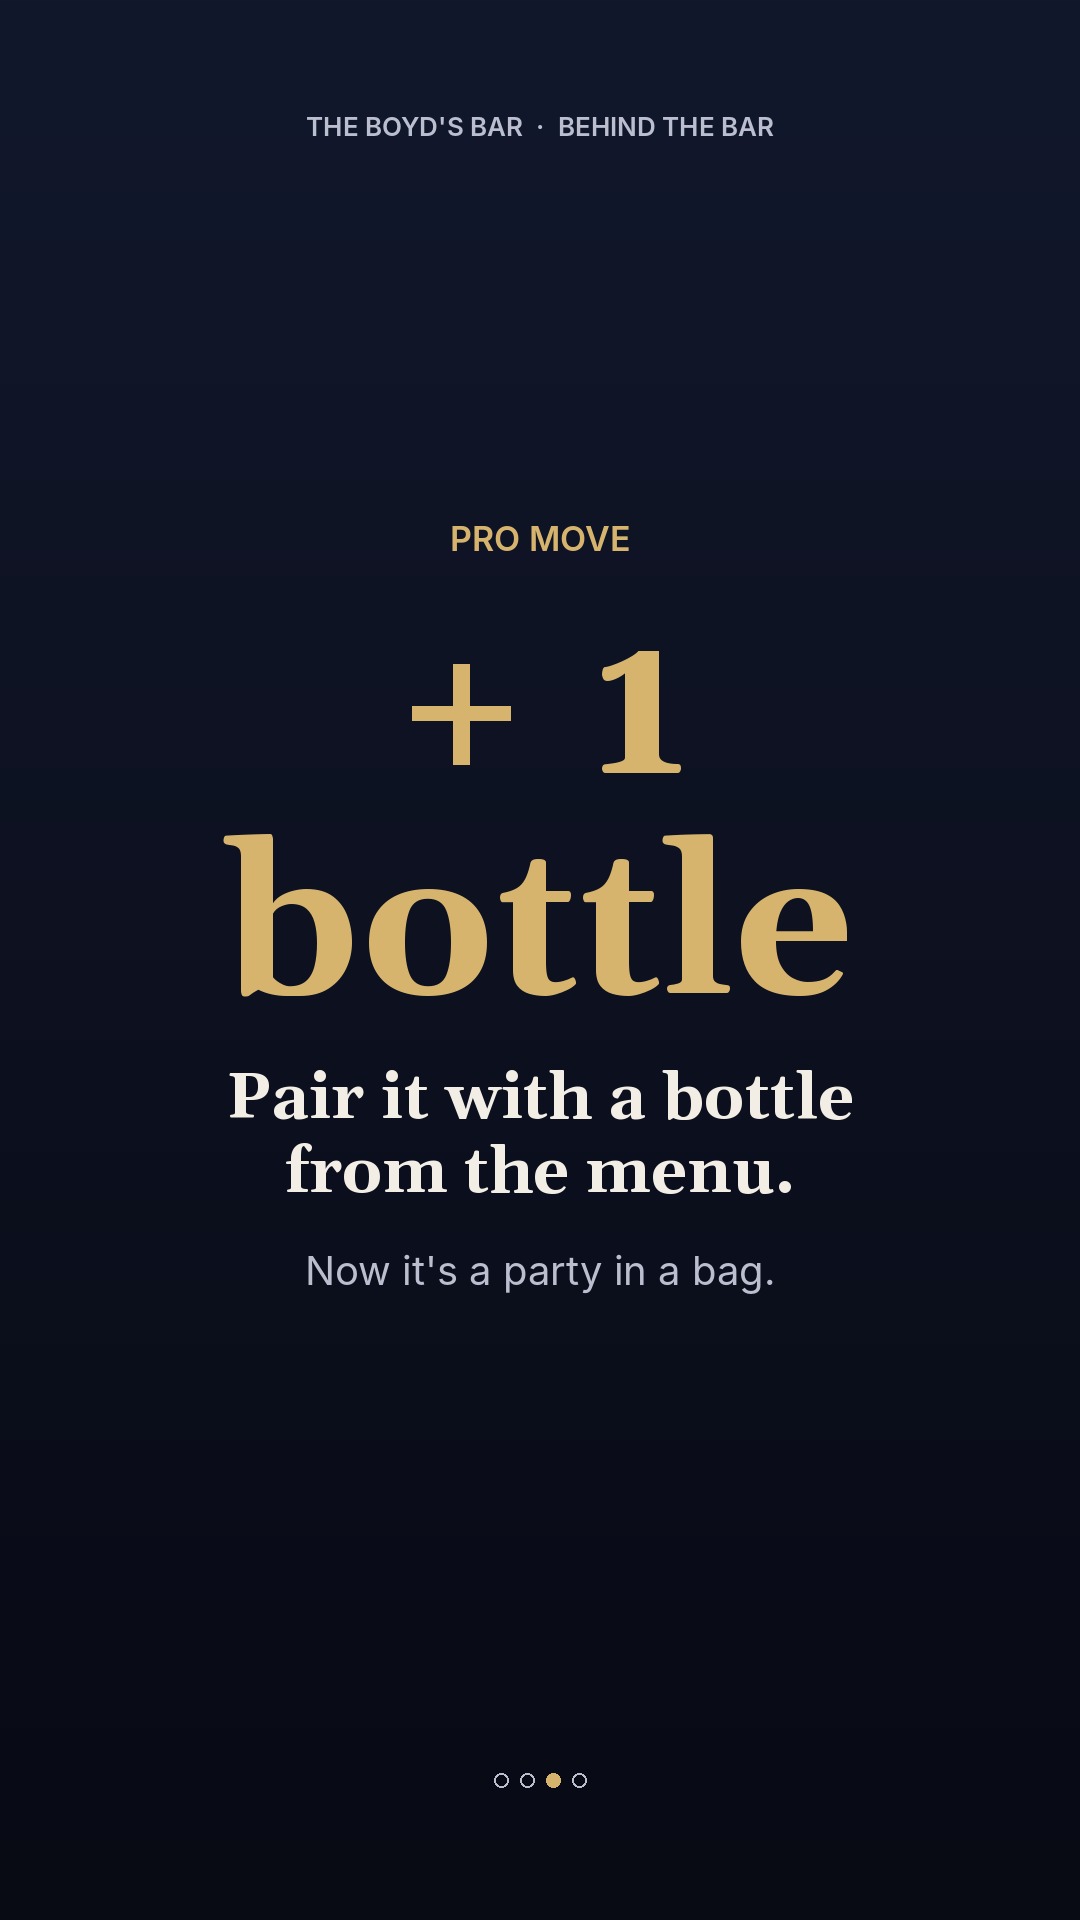 THE BOYD'S BAR · BEHIND THE BAR
PRO MOVE
+ 1
bottle
Pair it with a bottle
from the menu.
Now it's a party in a bag.